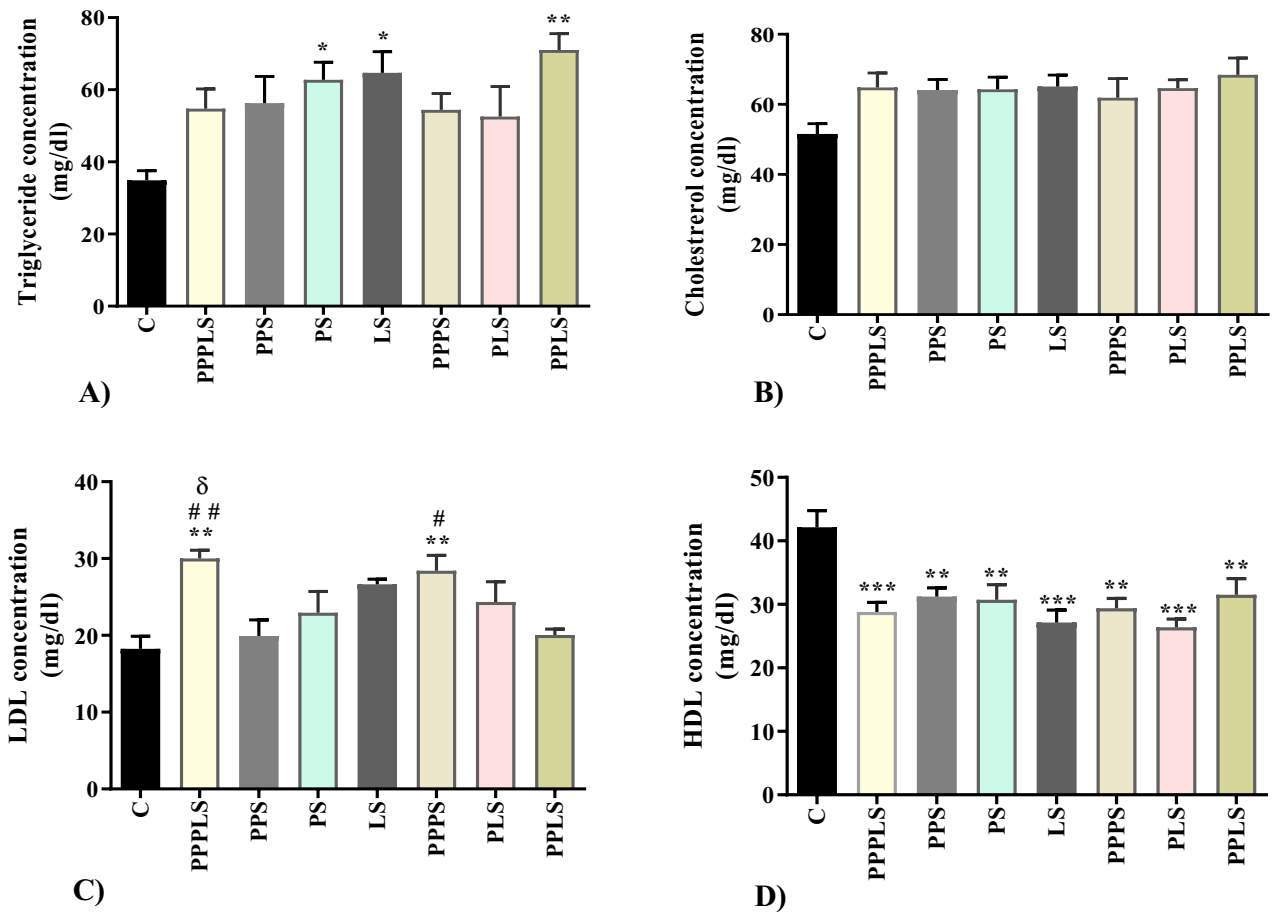 Triglyceride concentration
(mg/dl)
80
60
40
20
0
*
*
**
C
PPPLS
PPS
PS
LS
PPPS
PLS
PPLS
A)
Cholestrerol concentration
(mg/dl)
80
60
40
20
0
C
PPPLS
PPS
PS
LS
PPPS
PLS
PPLS
B)
LDL concentration
(mg/dl)
40
30
20
10
0
δ
# #
**
#
**
C
PPPLS
PPS
PS
LS
PPPS
PLS
PPLS
C)
HDL concentration
(mg/dl)
50
40
30
20
10
0
***
**
**
***
**
***
**
C
PPPLS
PPS
PS
LS
PPPS
PLS
PPLS
D)